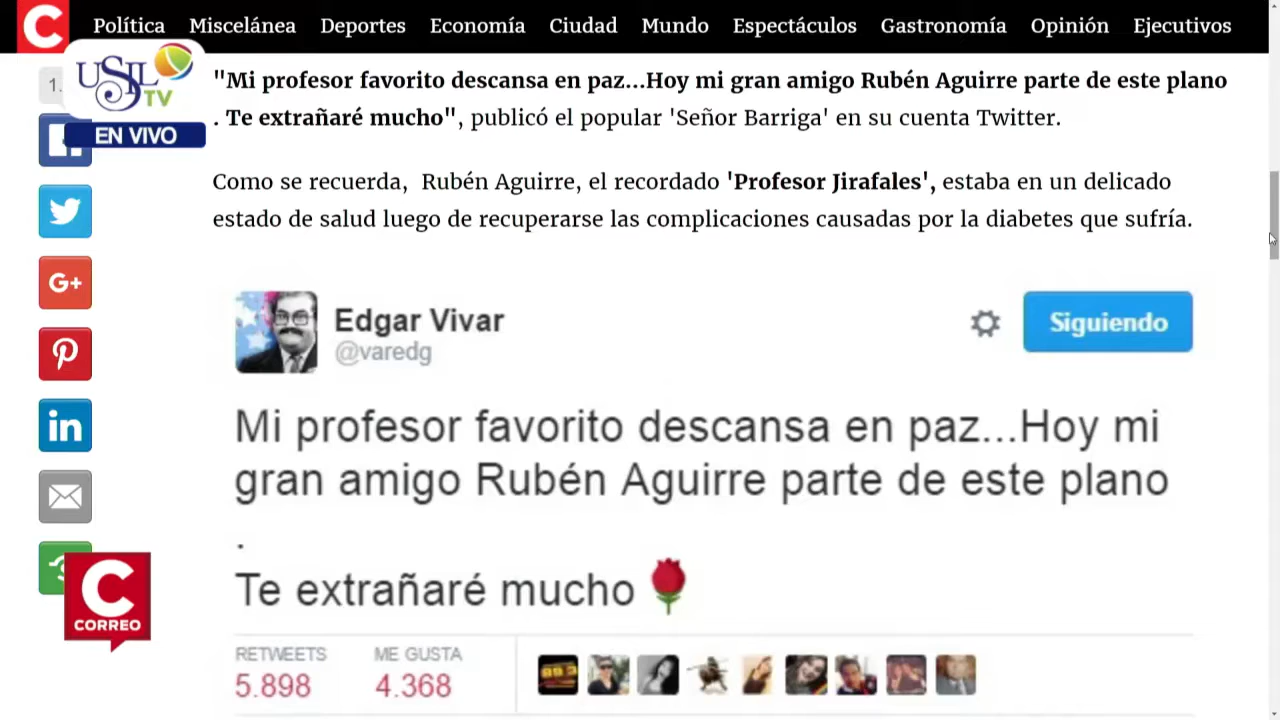 C Política Miscelánea Deportes Economía Ciudad Mundo Espectáculos Gastronomía Opinión Ejecutivos
USIL
TV
EN VIVO
1.
"Mi profesor favorito descansa en paz...Hoy mi gran amigo Rubén Aguirre parte de este plano
. Te extrañaré mucho", publicó el popular 'Señor Barriga' en su cuenta Twitter.
Como se recuerda, Rubén Aguirre, el recordado 'Profesor Jirafales', estaba en un delicado
estado de salud luego de recuperarse las complicaciones causadas por la diabetes que sufría.
G+
in
Edgar Vivar
@varedg
Siguiendo
Mi profesor favorito descansa en paz...Hoy mi
gran amigo Rubén Aguirre parte de este plano
.
Te extrañaré mucho
RETWEETS ME GUSTA
5.898 4.368
C
CORREO